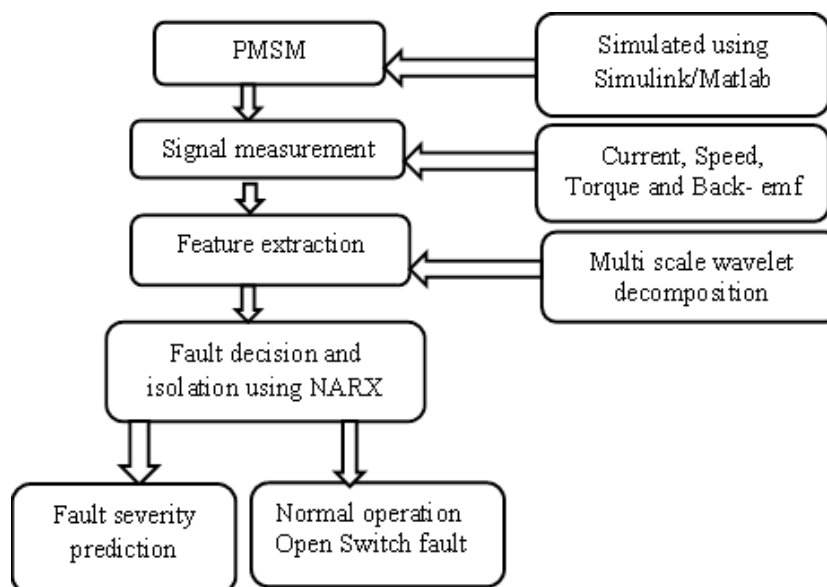 PMSM
Simulated using
Simulink/Matlab
Signal measurement
Current, Speed,
Torque and Back- emf
Feature extraction
Multi scale wavelet
decomposition
Fault decision and
isolation using NARX
Fault severity
prediction
Normal operation
Open Switch fault